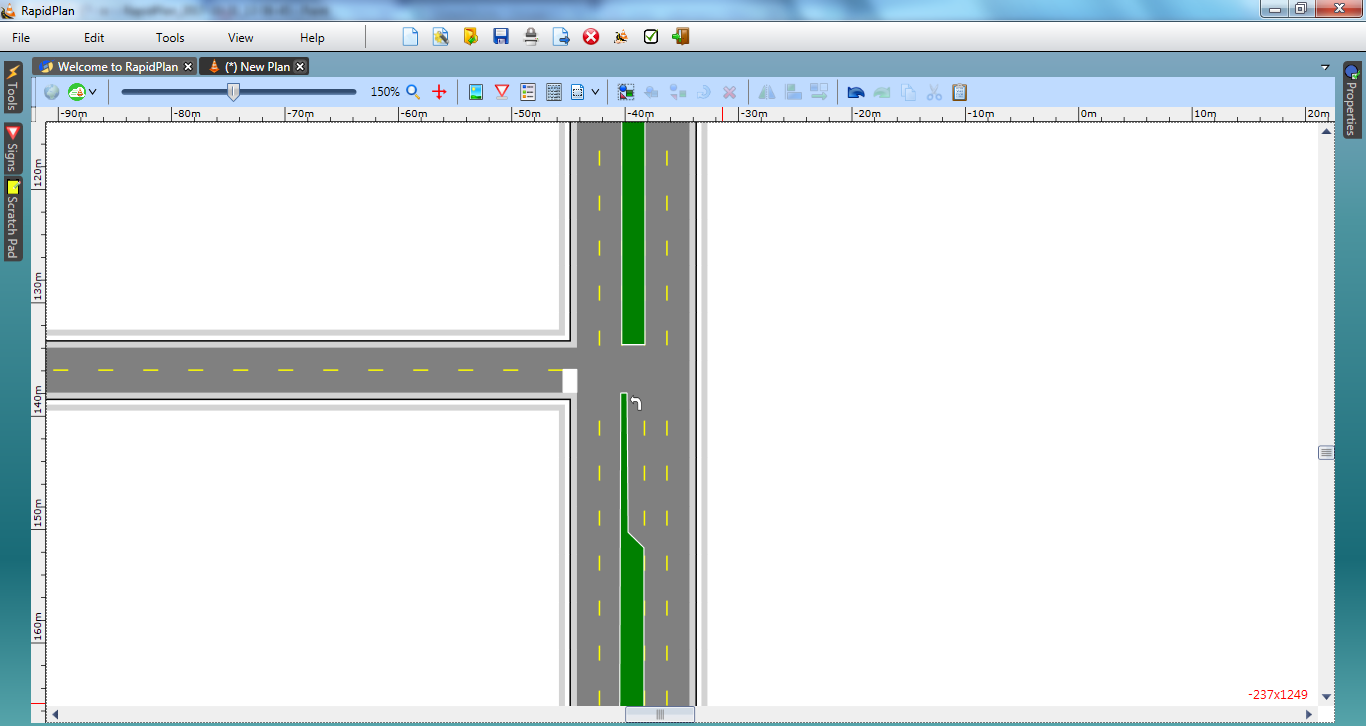 RapidPlan
File Edit Tools View Help
Welcome to RapidPlan (*) New Plan
150%
-90m -80m -70m -60m -50m -40m -30m -20m -10m 0m 10m 20m
Tools
Signs
Scratch Pad
Properties
120m
130m
140m
150m
160m
-237x1249